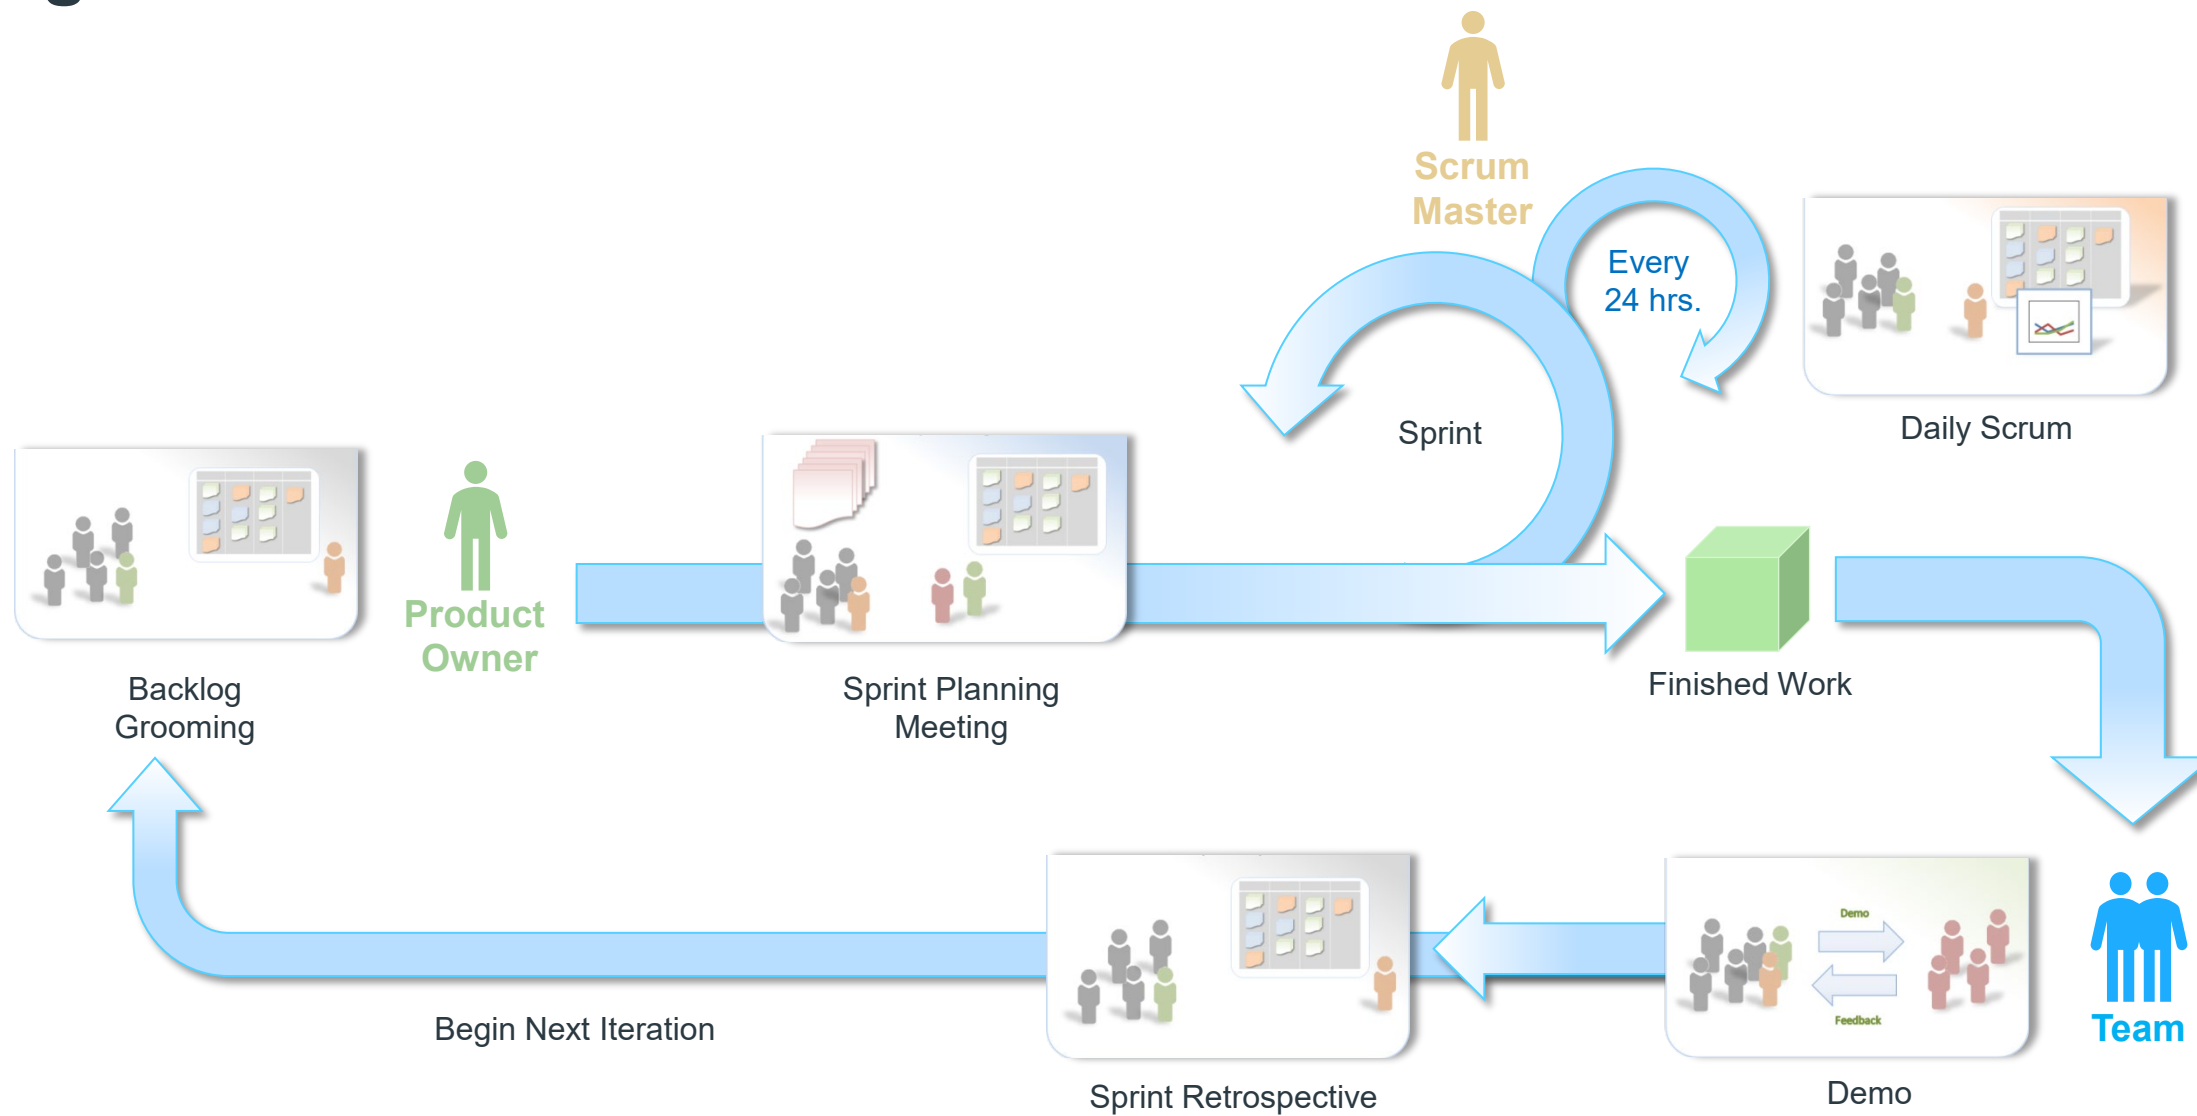 Scrum
Master
Every
24 hrs.
Daily Scrum
Sprint
Product
Owner
Backlog
Grooming
Sprint Planning
Meeting
Finished Work
Demo
Feedback
Team
Begin Next Iteration
Sprint Retrospective
Demo